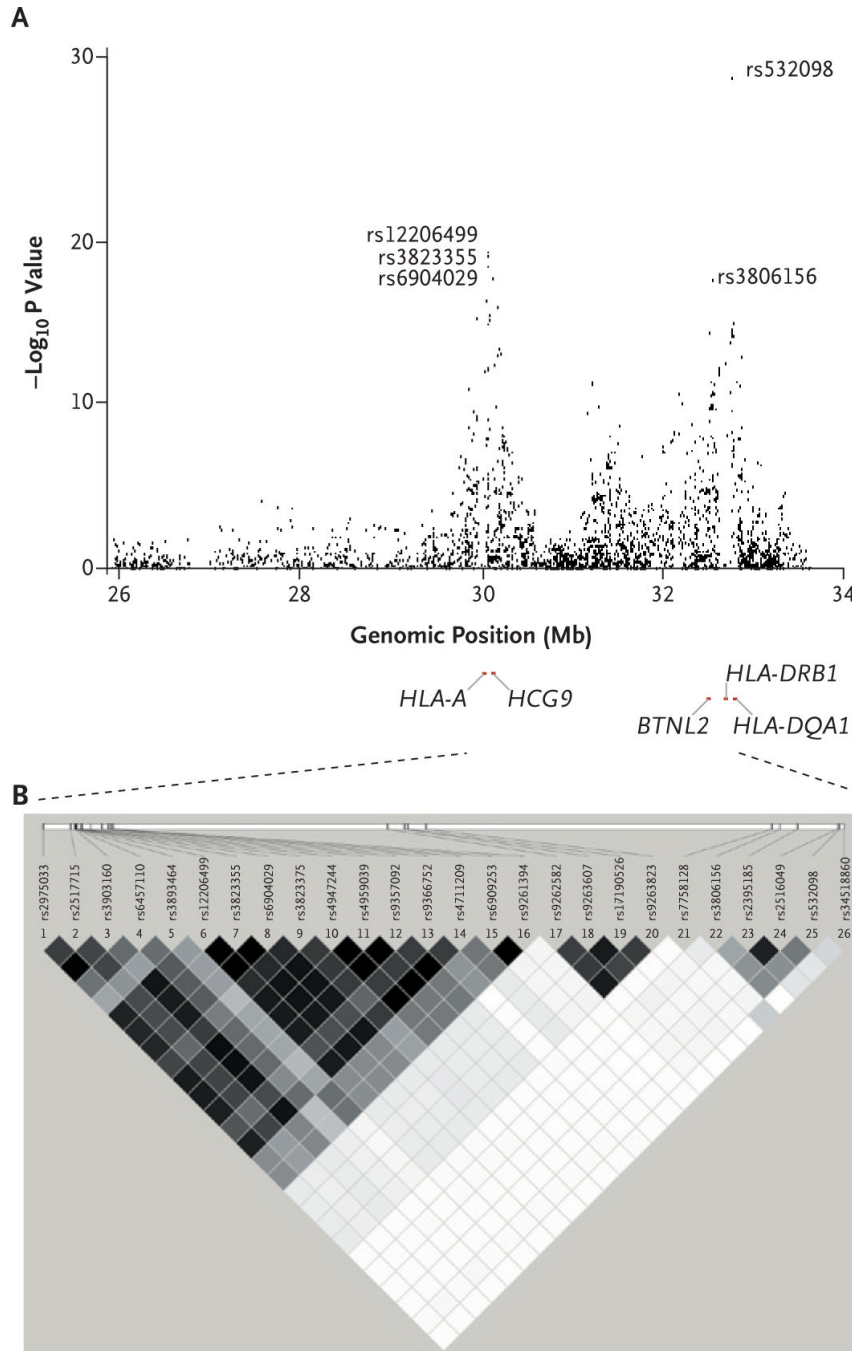 A
30
20
10
0
−Log10 P Value
rs532098
rs12206499
rs3823355
rs6904029
rs3806156
26
28
30
32
34
Genomic Position (Mb)
HLA-DRB1
HLA-A
HCG9
BTNL2
HLA-DQA1
B
rs2975033
rs2517715
rs3903160
rs6457110
rs3893464
rs12206499
rs3823355
rs6904029
rs3823375
rs4947244
rs4959039
rs9357092
rs9366752
rs4711209
rs6909253
rs9261394
rs9262582
rs9263607
rs17190526
rs9263823
rs7758128
rs3806156
rs2395185
rs2516049
rs532098
rs34518860
1 2 3 4 5 6 7 8 9 10 11 12 13 14 15 16 17 18 19 20 21 22 23 24 25 26